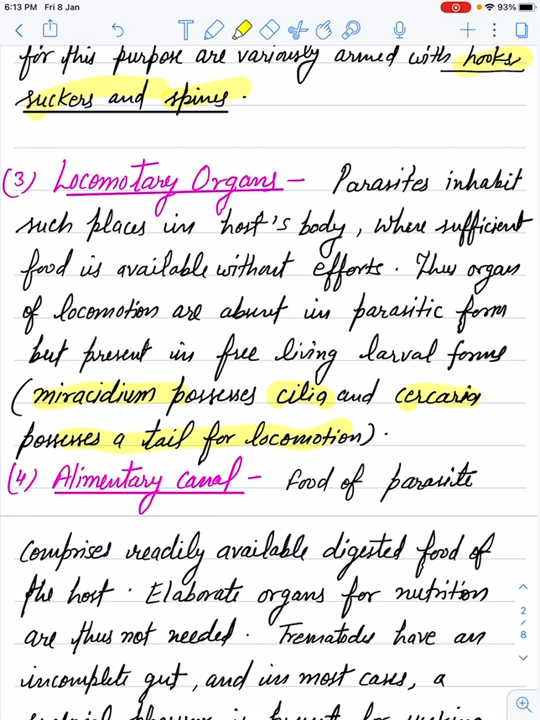 6:13 PM Fri 8 Jan
93%
for this purpose are variously armed with hooks
suckers and spines.
(3) Locomotary Organs – Parasites inhabit
such places in host's body, where sufficient
food is available without efforts. Thus organ
of locomotion are absent in parasitic form
but present in free living larval forms
(miracidium possesses cilia and cercaria
possesses a tail for locomotion).
(4) Alimentary Canal – Food of parasite
comprises readily available digested food of
the host. Elaborate organs for nutrition
are thus not needed. Trematodes have an
incomplete gut, and in most cases, a
2
/
8